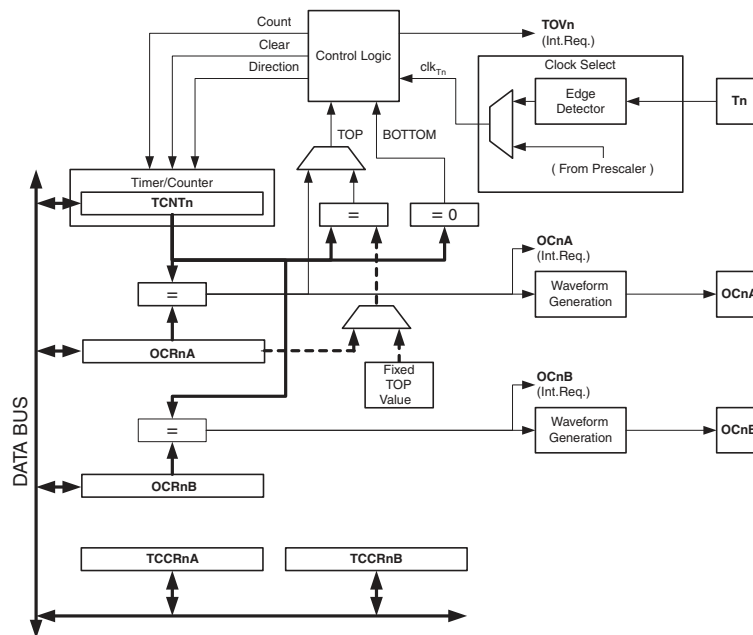 Count
Clear
Direction
Control Logic
TOVn
(Int.Req.)
clkTn
Clock Select
Edge
Detector
Tn
( From Prescaler )
TOP
BOTTOM
Timer/Counter
TCNTn
=
= 0
OCnA
(Int.Req.)
=
Waveform
Generation
OCnA
OCRnA
Fixed
TOP
Value
OCnB
(Int.Req.)
=
Waveform
Generation
OCnB
OCRnB
DATA BUS
TCCRnA
TCCRnB